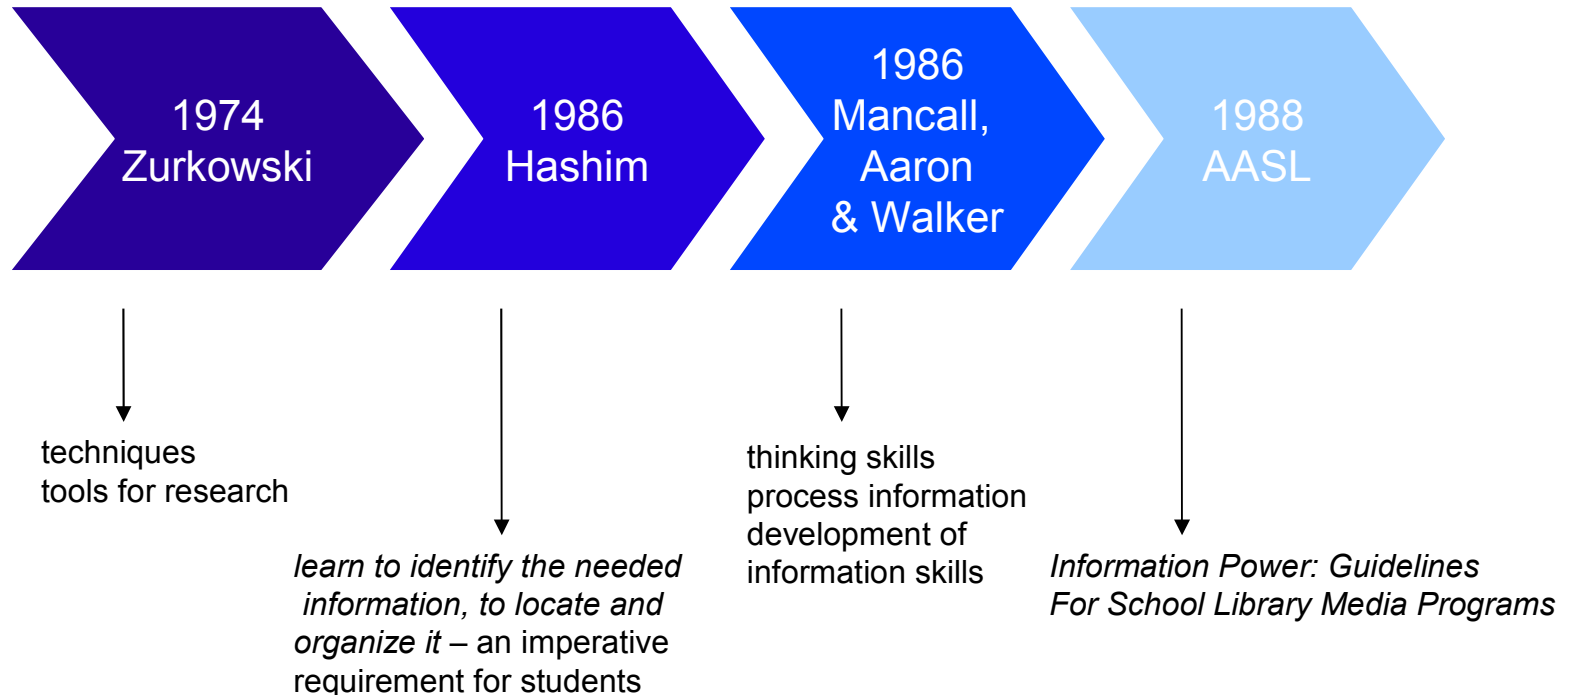 1974
Zurkowski
1986
Hashim
1986
Mancall,
Aaron
& Walker
1988
AASL
techniques
tools for research
learn to identify the needed
information, to locate and
organize it – an imperative
requirement for students
thinking skills
process information
development of
information skills
Information Power: Guidelines
For School Library Media Programs